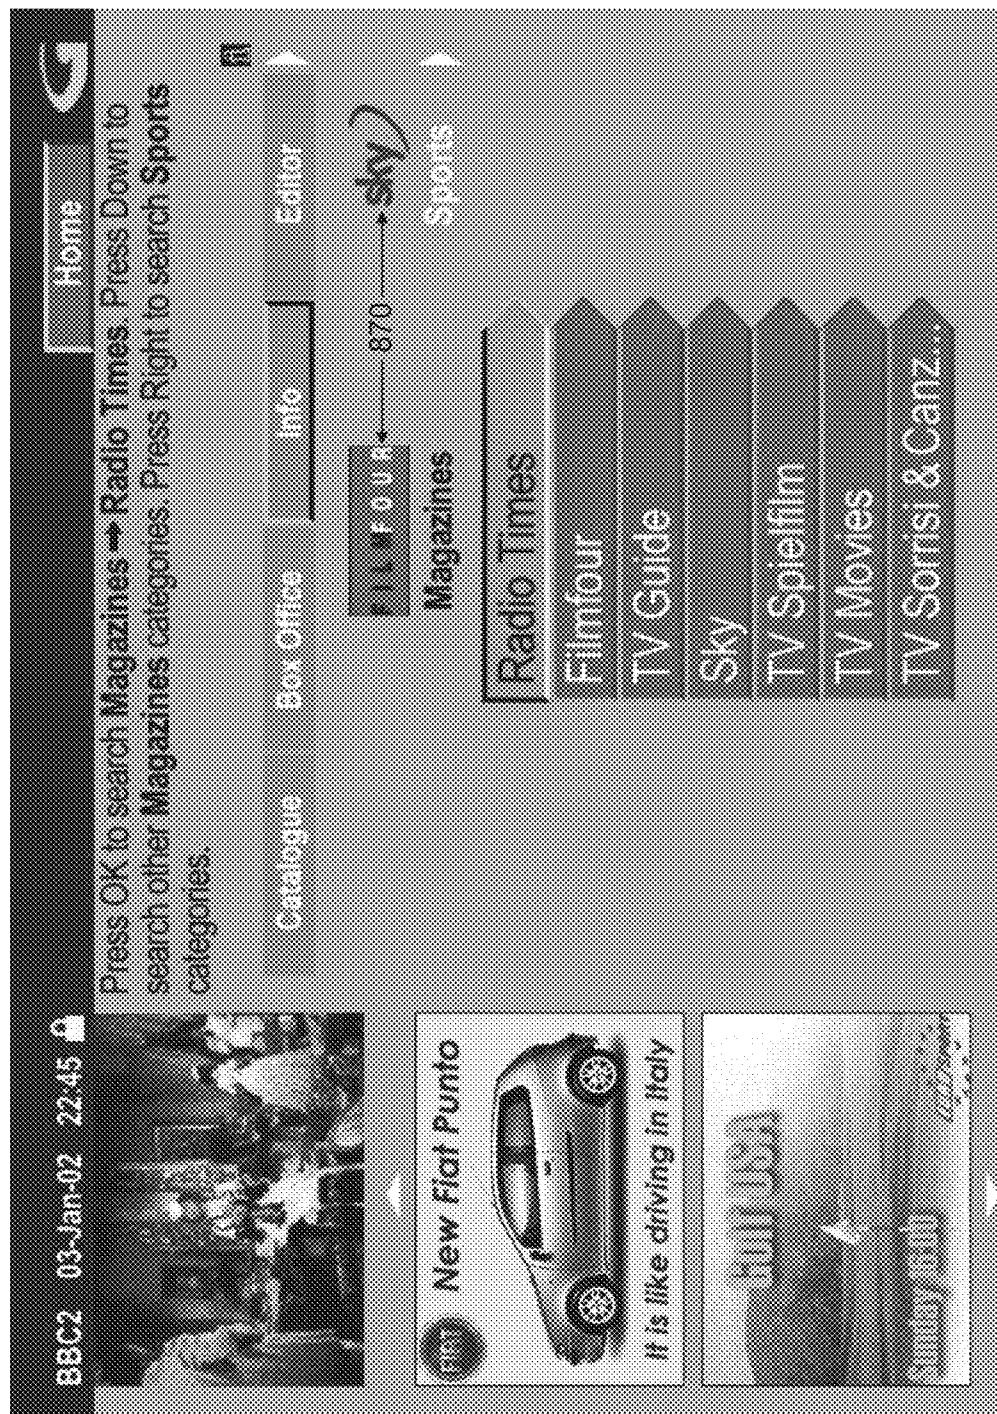 BBC2 03-Jan-02 22:45
Home
Press OK to search Magazines➡Radio Times. Press Down to
search other Magazines categories. Press Right to search Sports
categories.
Catalogue Box Office Info Editor
FILM FOUR 870 sky
Magazines Sports
Radio Times
Filmfour
TV Guide
Sky
TV Spielfilm
TV Movies
TV Sorrisi & Canz...
FIAT New Fiat Punto
It is like driving in Italy